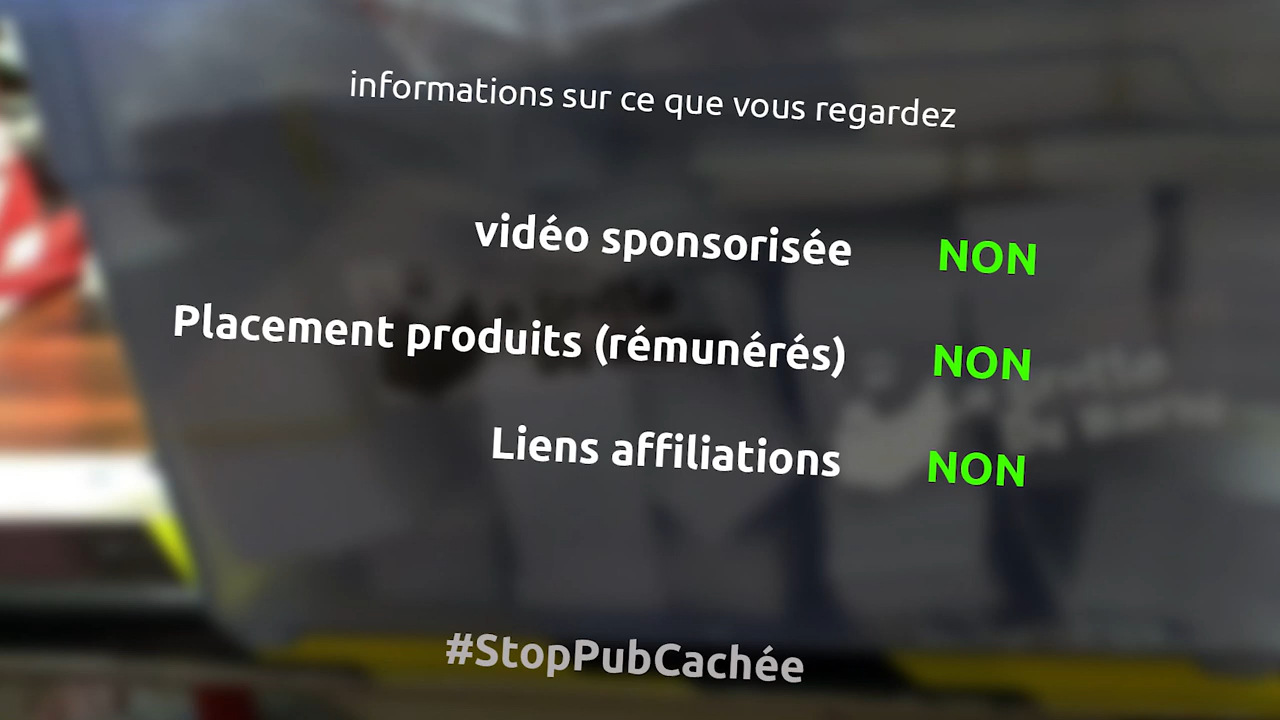 informations sur ce que vous regardez
vidéo sponsorisée NON
Placement produits (rémunérés) NON
Liens affiliations NON
#StopPubCachée